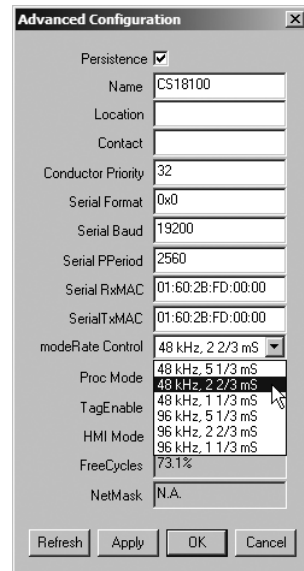 Advanced Configuration
Persistence
Name CS18100
Location
Contact
Conductor Priority 32
Serial Format 0x0
Serial Baud 19200
Serial PPeriod 2560
Serial RxMAC 01:60:2B:FD:00:00
SerialTxMAC 01:60:2B:FD:00:00
modeRate Control 48 kHz, 2 2/3 mS
48 kHz, 5 1/3 mS
Proc Mode 48 kHz, 2 2/3 mS
48 kHz, 1 1/3 mS
TagEnable 96 kHz, 5 1/3 mS
HMI Mode 96 kHz, 2 2/3 mS
96 kHz, 1 1/3 mS
FreeCycles 73.1%
NetMask N.A.
Refresh Apply OK Cancel